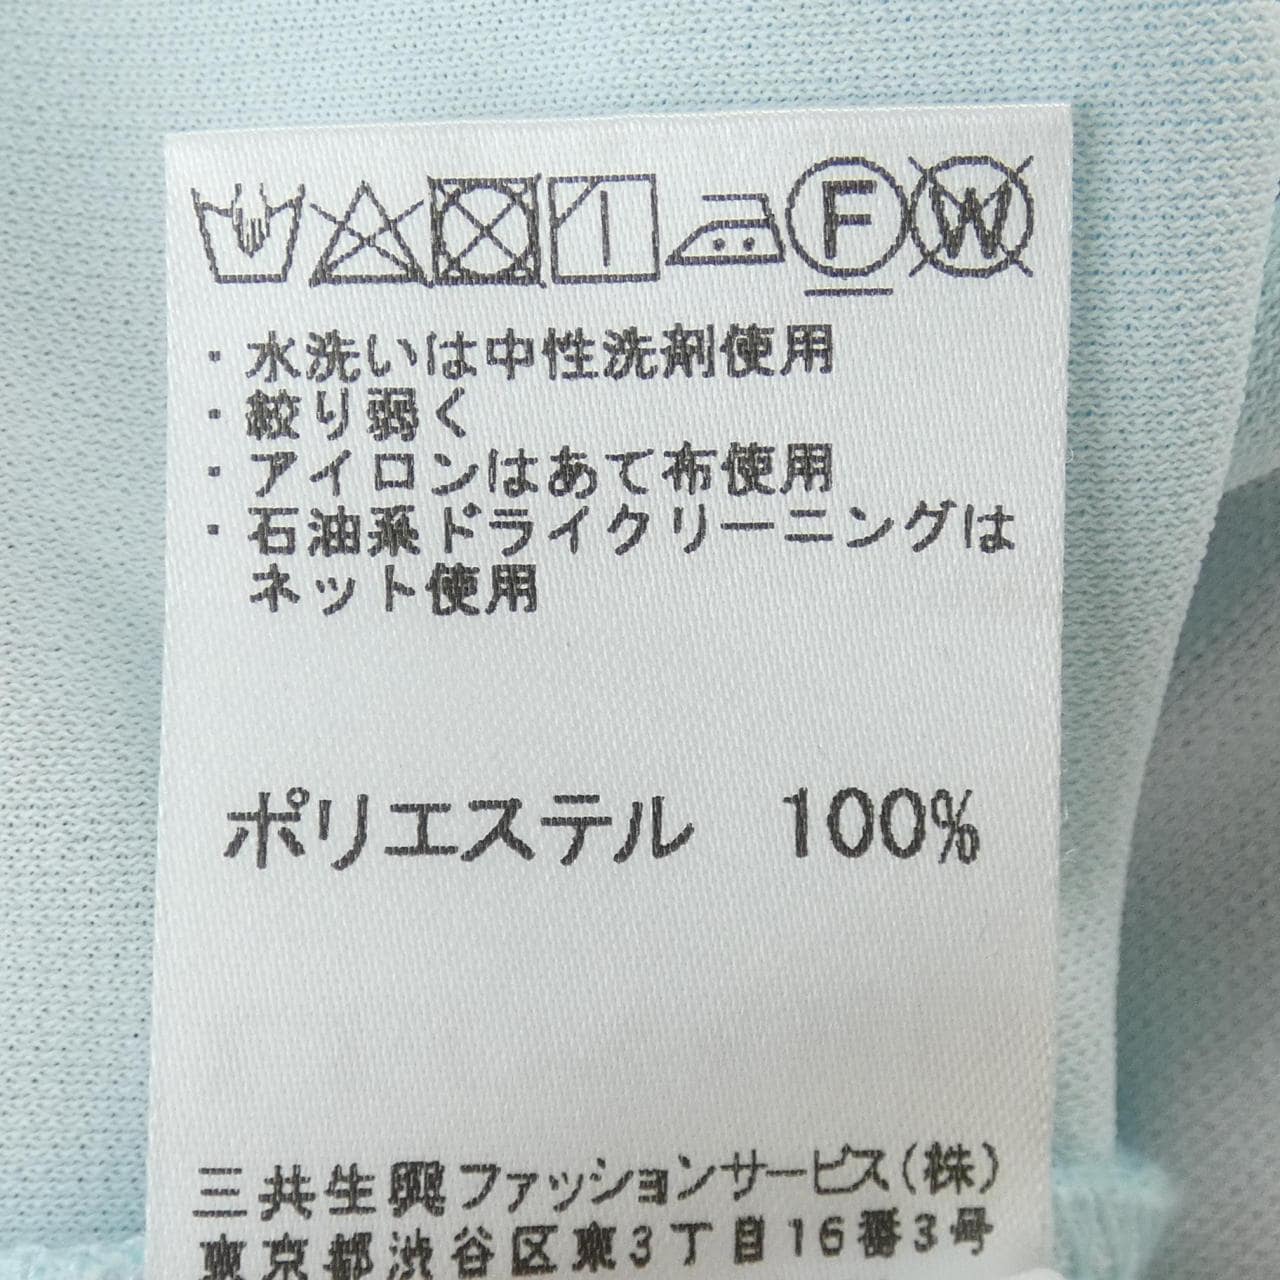 F W
・水洗いは中性洗剤使用
・絞り弱く
・アイロンはあて布使用
・石油系ドライクリーニングは
ネット使用
ポリエステル 100%
三共生興ファッションサービス(株)
東京都渋谷区東3丁目16番3号